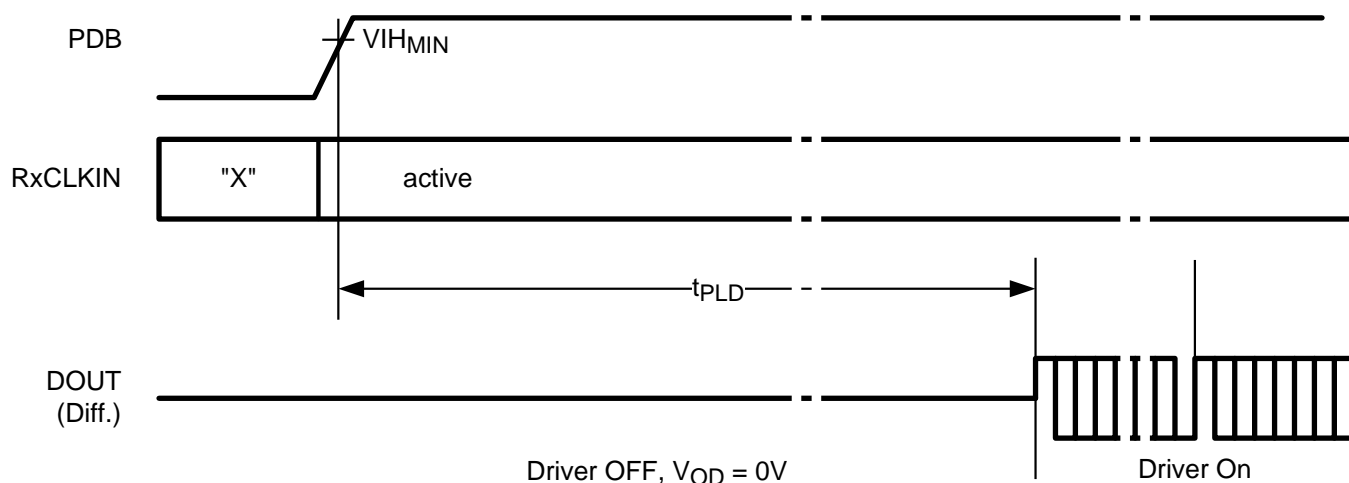 PDB
VIHMIN
RxCLKIN
"X"
active
tPLD
DOUT
(Diff.)
Driver OFF, VOD = 0V
Driver On